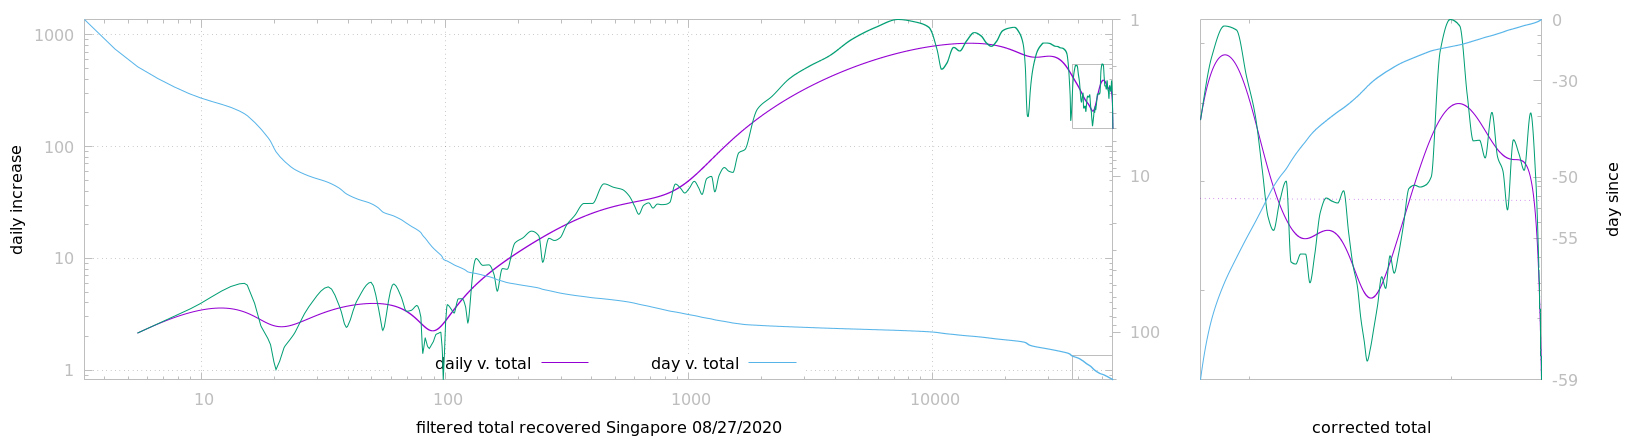 daily increase
1000
100
10
1
10
100
1000
10000
1
10
100
daily v. total
day v. total
filtered total recovered Singapore 08/27/2020
0
-30
-50
-55
-59
day since
corrected total